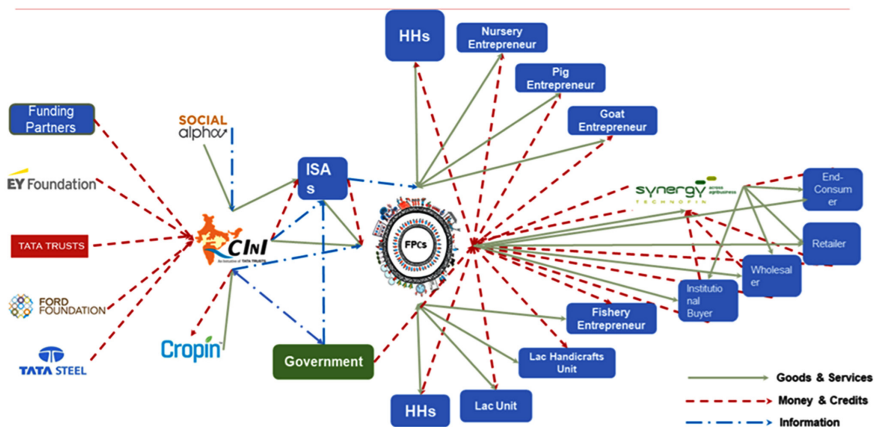 HHs
Nursery
Entrepreneur
Pig
Entrepreneur
Goat
Entrepreneur
Funding
Partners
SOCIAL
alpha
EY Foundation
ISA
s
synergy
TECHNOFIN
End-
Consum
er
TATA TRUSTS
CInI
FPCs
Retailer
Wholesal
er
Institutio
nal
Buyer
FORD
FOUNDATION
Fishery
Entrepreneur
TATA STEEL
Cropin
Government
Lac Handicrafts
Unit
HHs
Lac Unit
Goods & Services
Money & Credits
Information